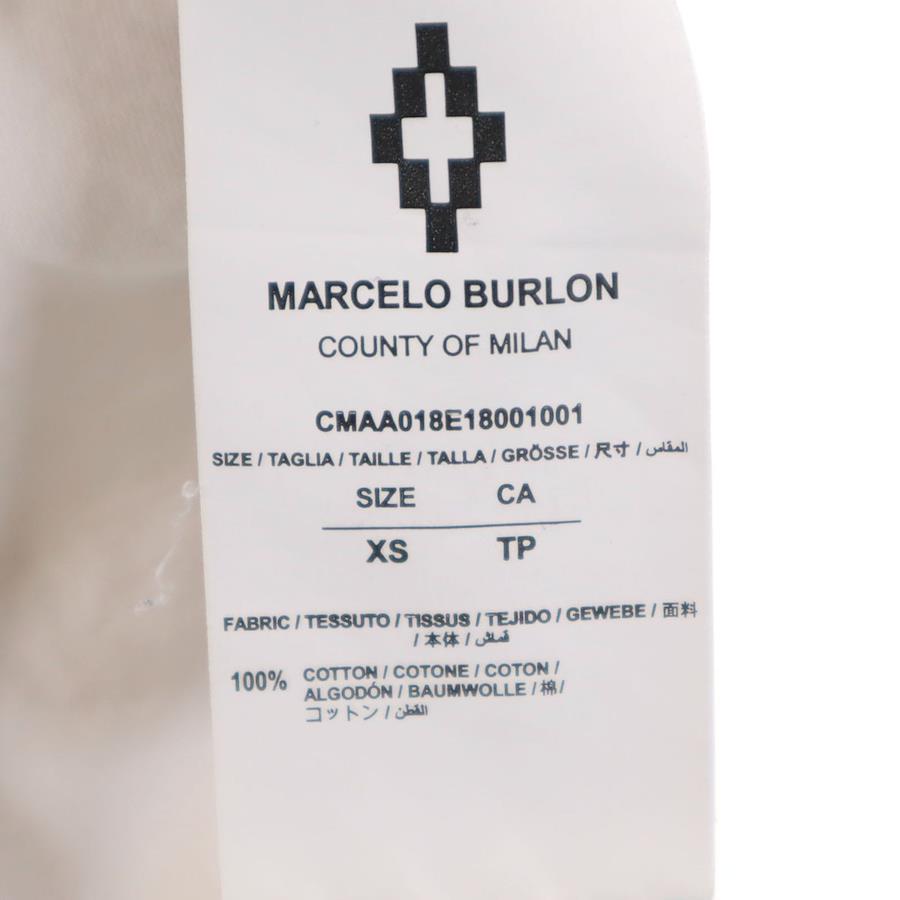 MARCELO BURLON
COUNTY OF MILAN
CMAA018E18001001
SIZE / TAGLIA / TAILLE / TALLA / GRÖSSE / 尺寸 / المقاس
SIZE CA
XS TP
FABRIC / TESSUTO / TISSUS / TEJIDO / GEWEBE / 面料
/ 本体 / قماش
100% COTTON / COTONE / COTON /
ALGODÓN / BAUMWOLLE / 棉/
コットン / القطن